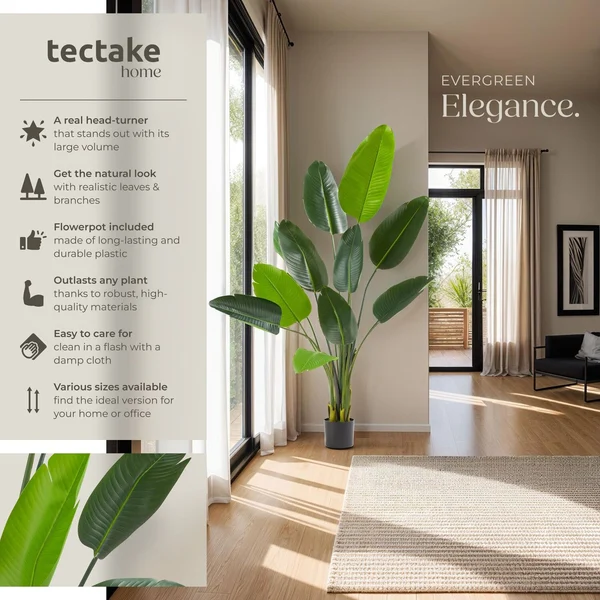 tectake
home
A real head-turner
that stands out with its
large volume
Get the natural look
with realistic leaves &
branches
Flowerpot included
made of long-lasting and
durable plastic
Outlasts any plant
thanks to robust, high-
quality materials
Easy to care for
clean in a flash with a
damp cloth
Various sizes available
find the ideal version for
your home or office
EVERGREEN
Elegance.